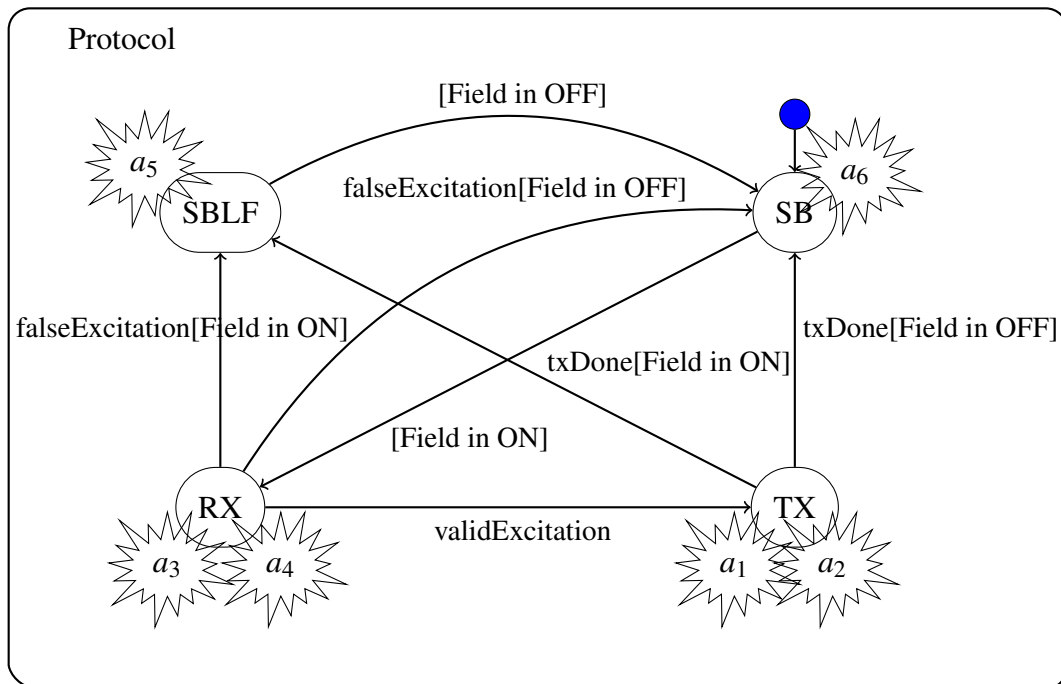 Protocol
[Field in OFF]
a5
a6
falseExcitation[Field in OFF]
SBLF
SB
falseExcitation[Field in ON]
txDone[Field in OFF]
txDone[Field in ON]
[Field in ON]
RX
TX
validExcitation
a3
a4
a1
a2